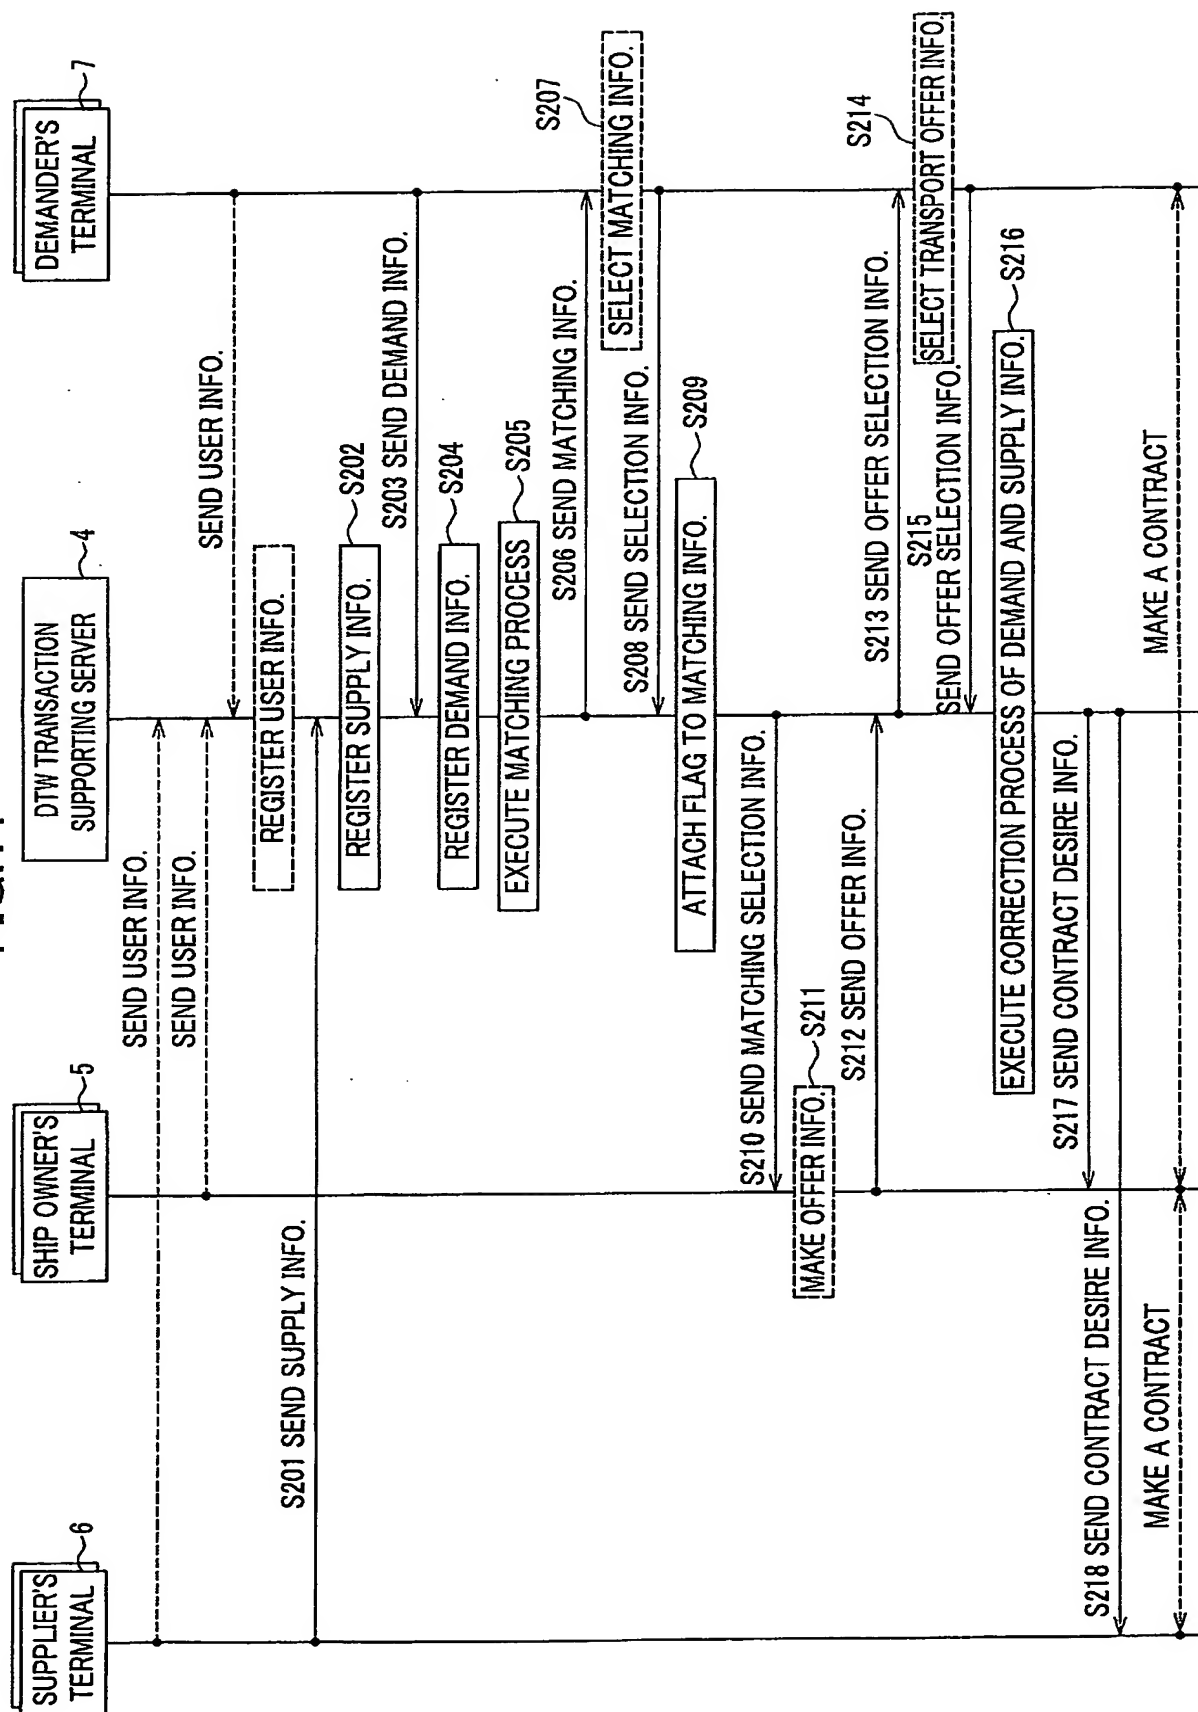 SUPPLIER'S
TERMINAL
6
SHIP OWNER'S
TERMINAL
5
DTW TRANSACTION
SUPPORTING SERVER
4
DEMANDER'S
TERMINAL
7
SEND USER INFO.
SEND USER INFO.
SEND USER INFO.
REGISTER USER INFO.
S201 SEND SUPPLY INFO.
REGISTER SUPPLY INFO.
S202
S203 SEND DEMAND INFO.
REGISTER DEMAND INFO.
S204
EXECUTE MATCHING PROCESS
S205
S206 SEND MATCHING INFO.
S207
SELECT MATCHING INFO.
S208 SEND SELECTION INFO.
ATTACH FLAG TO MATCHING INFO.
S209
S210 SEND MATCHING SELECTION INFO.
MAKE OFFER INFO.
S211
S212 SEND OFFER INFO.
S213 SEND OFFER SELECTION INFO.
S214
SELECT TRANSPORT OFFER INFO.
S215
SEND OFFER SELECTION INFO.
EXECUTE CORRECTION PROCESS OF DEMAND AND SUPPLY INFO.
S216
S217 SEND CONTRACT DESIRE INFO.
S218 SEND CONTRACT DESIRE INFO.
MAKE A CONTRACT
MAKE A CONTRACT